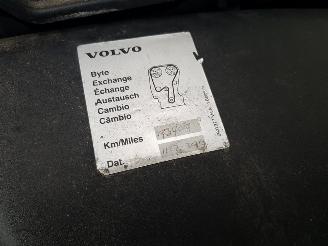 VOLVO
Byte
Exchange
Échange
Austausch
Cambio
Câmbio
Km/Miles
Dat.